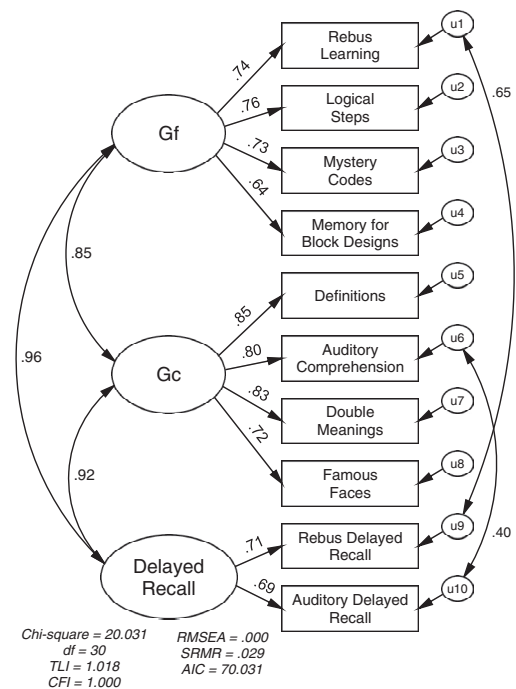 Rebus
Learning
u1
.74
.65
Logical
Steps
u2
.76
Gf
Mystery
Codes
u3
.73
Memory for
Block Designs
u4
.64
.85
Definitions
u5
.85
.96
Auditory
Comprehension
u6
.80
Gc
Double
Meanings
u7
.83
Famous
Faces
u8
.72
.92
Rebus Delayed
Recall
u9
.71
.40
Delayed
Recall
Auditory Delayed
Recall
u10
.69
Chi-square = 20.031
df = 30
TLI = 1.018
CFI = 1.000
RMSEA = .000
SRMR = .029
AIC = 70.031